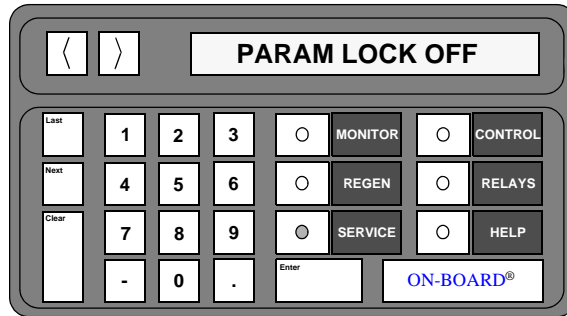 〈 〉 PARAM LOCK OFF
Last 1 2 3 MONITOR CONTROL
Next 4 5 6 REGEN RELAYS
Clear 7 8 9 SERVICE HELP
- 0 . Enter ON-BOARD®